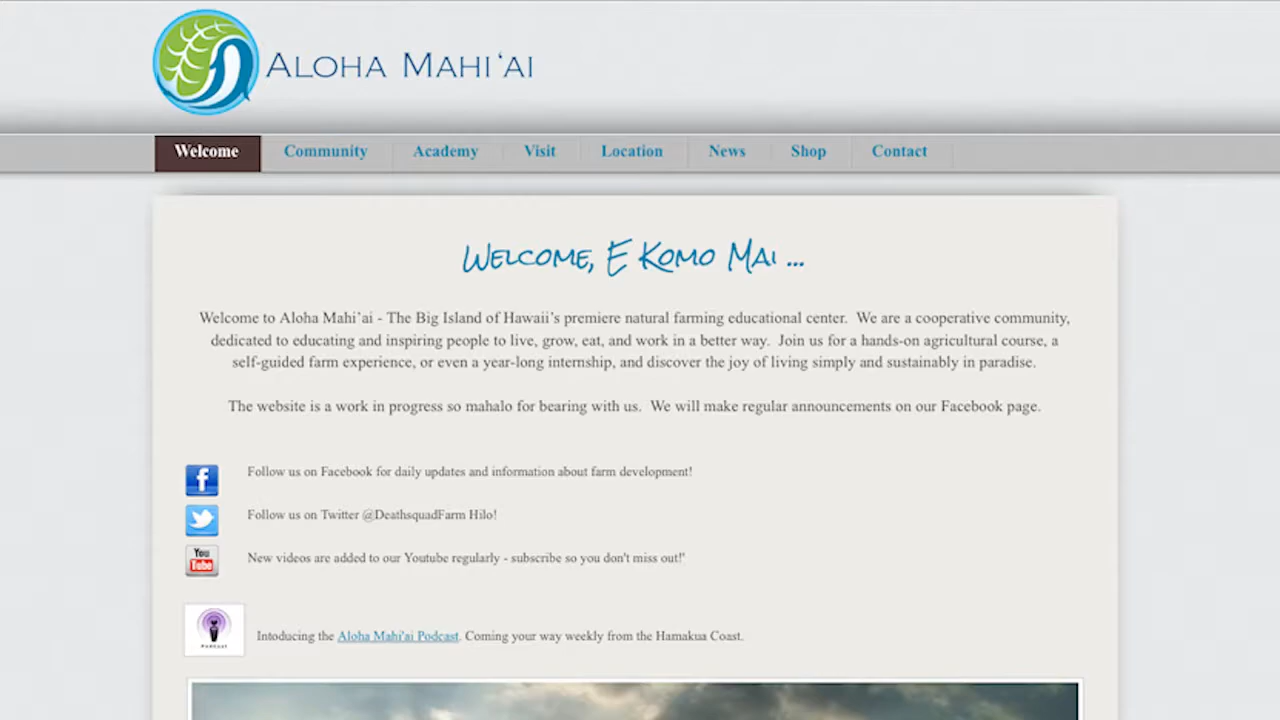 ALOHA MAHI‘AI
Welcome Community Academy Visit Location News Shop Contact
WELCOME, E KOMO MAI ...
Welcome to Aloha Mahi’ai - The Big Island of Hawaii’s premiere natural farming educational center. We are a cooperative community,
dedicated to educating and inspiring people to live, grow, eat, and work in a better way. Join us for a hands-on agricultural course, a
self-guided farm experience, or even a year-long internship, and discover the joy of living simply and sustainably in paradise.
The website is a work in progress so mahalo for bearing with us. We will make regular announcements on our Facebook page.
f
Follow us on Facebook for daily updates and information about farm development!
Follow us on Twitter @DeathsquadFarm Hilo!
You
Tube
New videos are added to our Youtube regularly - subscribe so you don't miss out!'
PODCAST
Intoducing the Aloha Mahi'ai Podcast. Coming your way weekly from the Hamakua Coast.